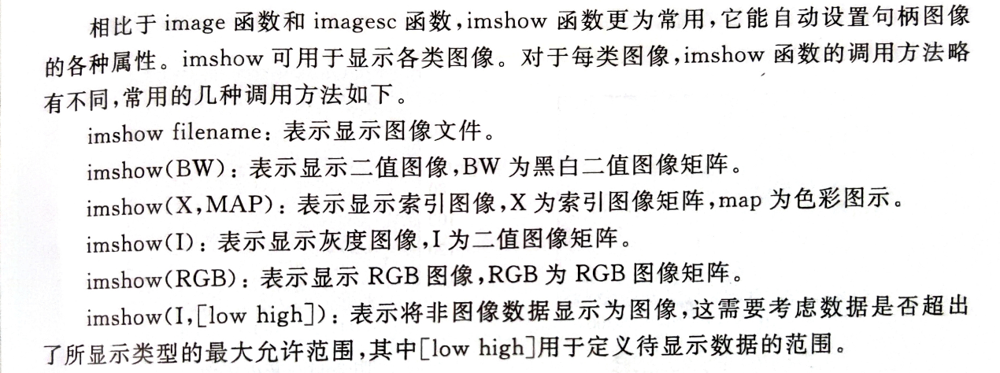 相比于 image 函数和 imagesc 函数,imshow 函数更为常用,它能自动设置句柄图像
的各种属性。imshow 可用于显示各类图像。对于每类图像,imshow 函数的调用方法略
有不同,常用的几种调用方法如下。
imshow filename：表示显示图像文件。
imshow(BW)：表示显示二值图像,BW 为黑白二值图像矩阵。
imshow(X,MAP)：表示显示索引图像,X 为索引图像矩阵,map 为色彩图示。
imshow(I)：表示显示灰度图像,I 为二值图像矩阵。
imshow(RGB)：表示显示 RGB 图像,RGB 为 RGB 图像矩阵。
imshow(I,[low high])：表示将非图像数据显示为图像,这需要考虑数据是否超出
了所显示类型的最大允许范围,其中[low high]用于定义待显示数据的范围。